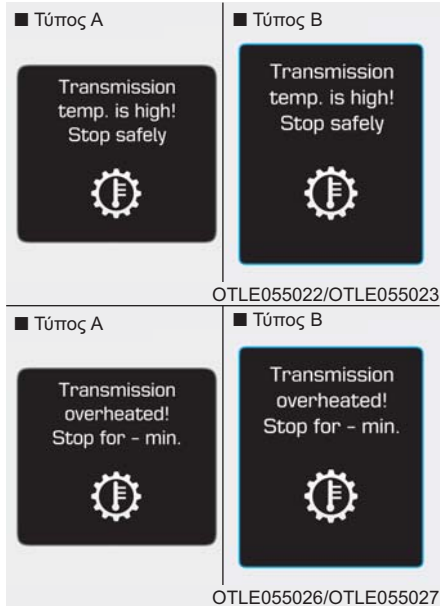 ■ Τύπος A
Transmission
temp. is high!
Stop safely
■ Τύπος B
Transmission
temp. is high!
Stop safely
OTLE055022/OTLE055023
■ Τύπος A
Transmission
overheated!
Stop for - min.
■ Τύπος B
Transmission
overheated!
Stop for - min.
OTLE055026/OTLE055027